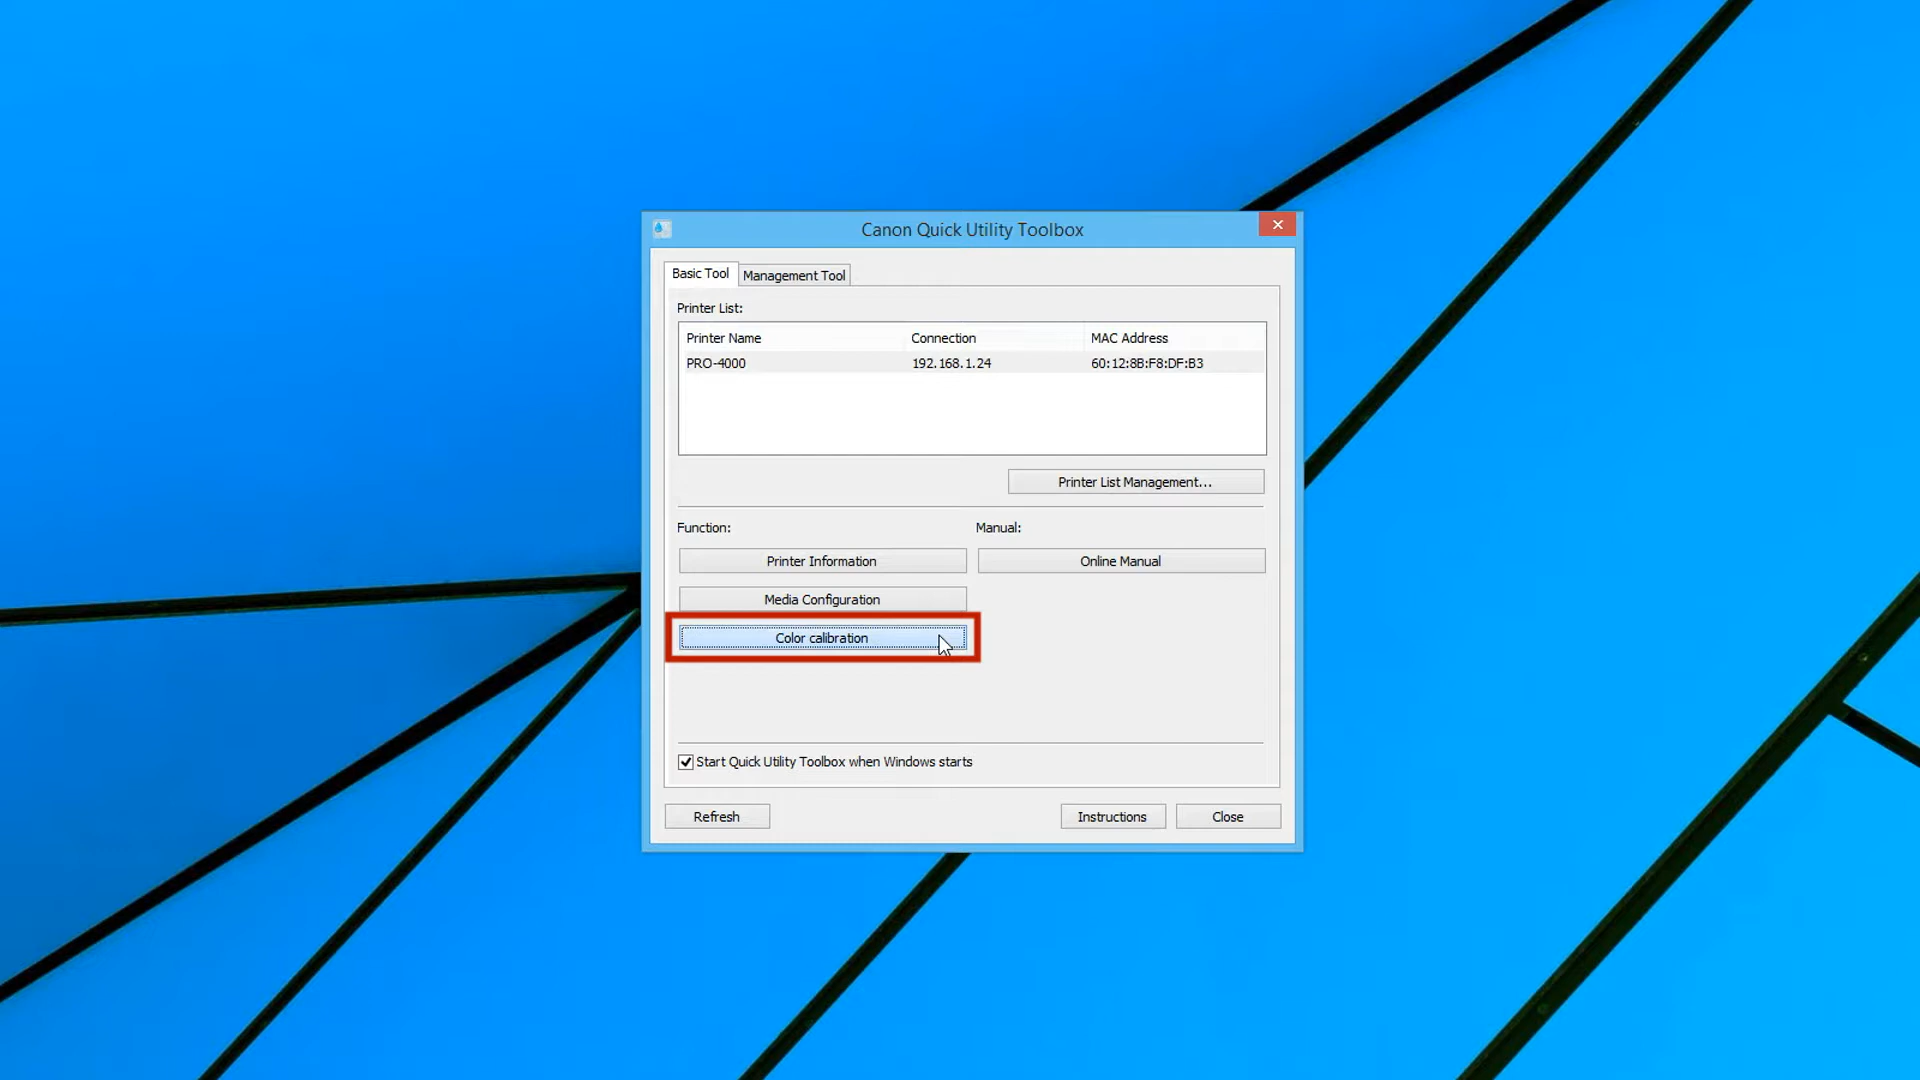 Canon Quick Utility Toolbox
Basic Tool
Management Tool
Printer List:
Printer Name Connection MAC Address
PRO-4000 192.168.1.24 60:12:8B:F8:DF:B3
Printer List Management...
Function: Manual:
Printer Information Online Manual
Media Configuration
Color calibration
Start Quick Utility Toolbox when Windows starts
Refresh Instructions Close